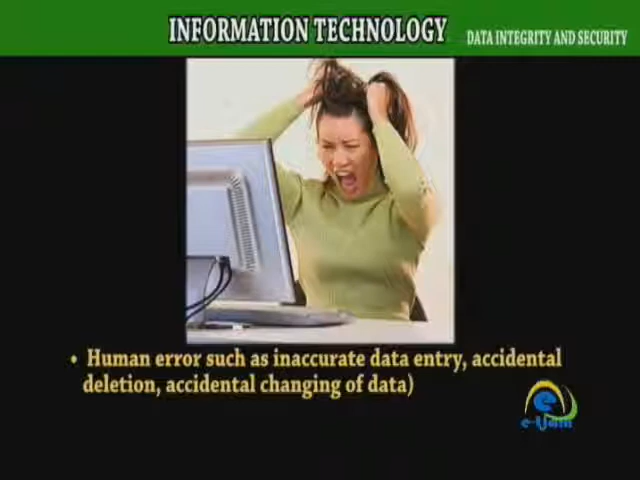 INFORMATION TECHNOLOGY
DATA INTEGRITY AND SECURITY
• Human error such as inaccurate data entry, accidental
deletion, accidental changing of data)